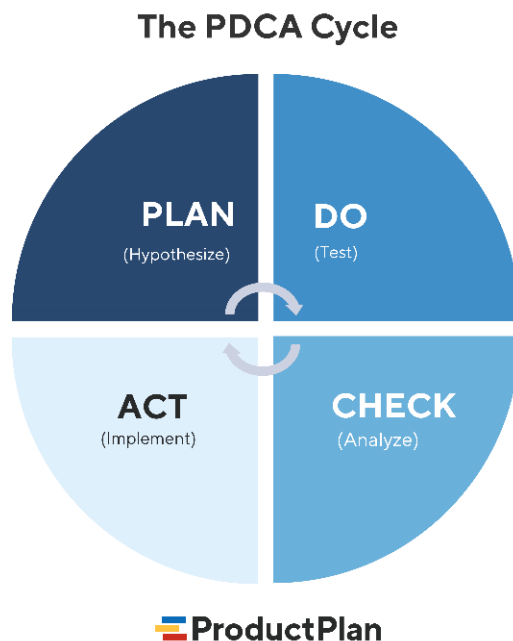 The PDCA Cycle
PLAN
(Hypothesize)
DO
(Test)
ACT
(Implement)
CHECK
(Analyze)
ProductPlan